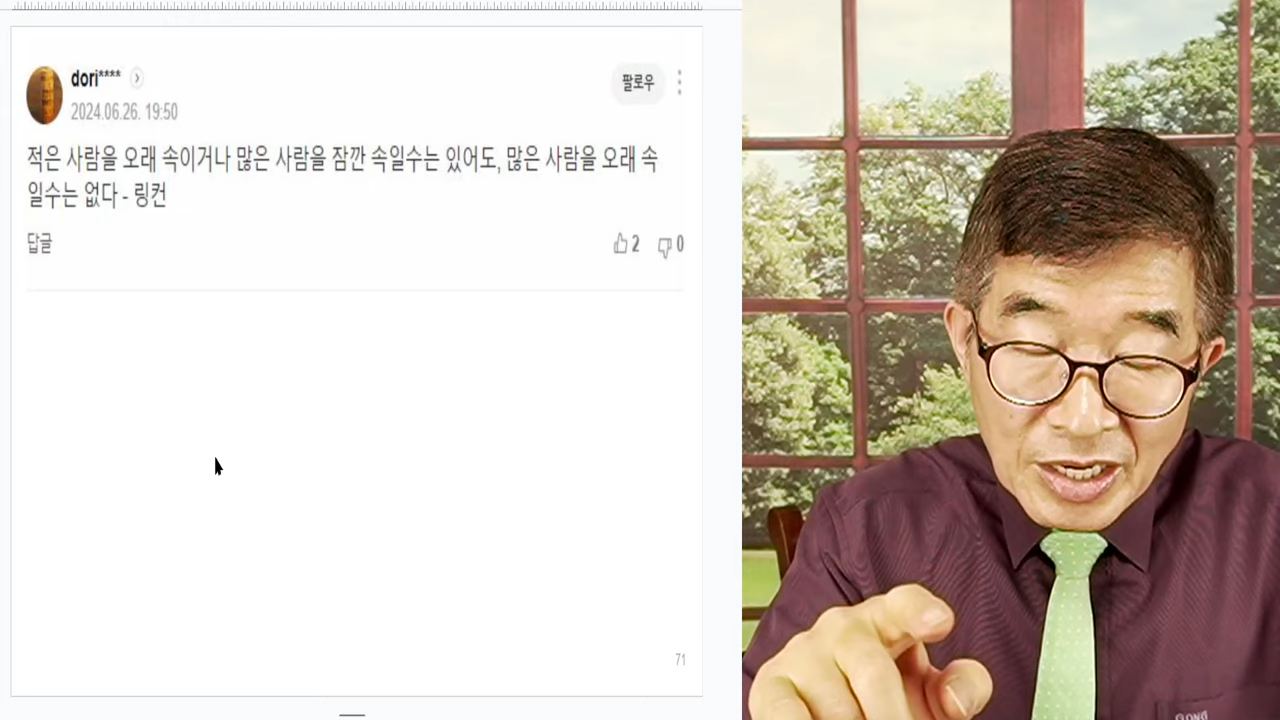 dori****
팔로우
2024.06.26. 19:50
적은 사람을 오래 속이거나 많은 사람을 잠깐 속일수는 있어도, 많은 사람을 오래 속
일수는 없다 - 링컨
답글
2
0
71